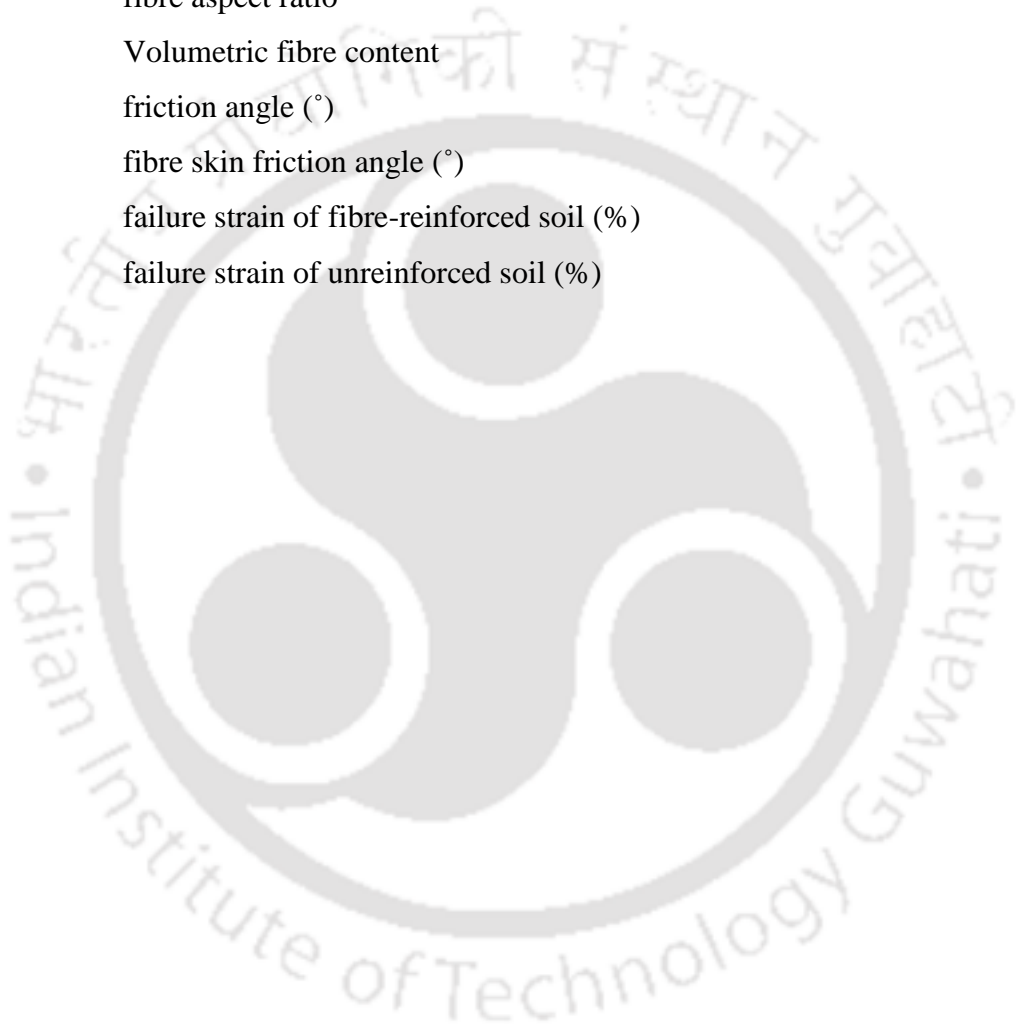 fibre aspect ratio
Volumetric fibre content
friction angle (˚)
fibre skin friction angle (˚)
failure strain of fibre-reinforced soil (%)
failure strain of unreinforced soil (%)
भारतीय प्रौद्योगिकी संस्थान गुवाहाटी
Indian Institute of Technology Guwahati